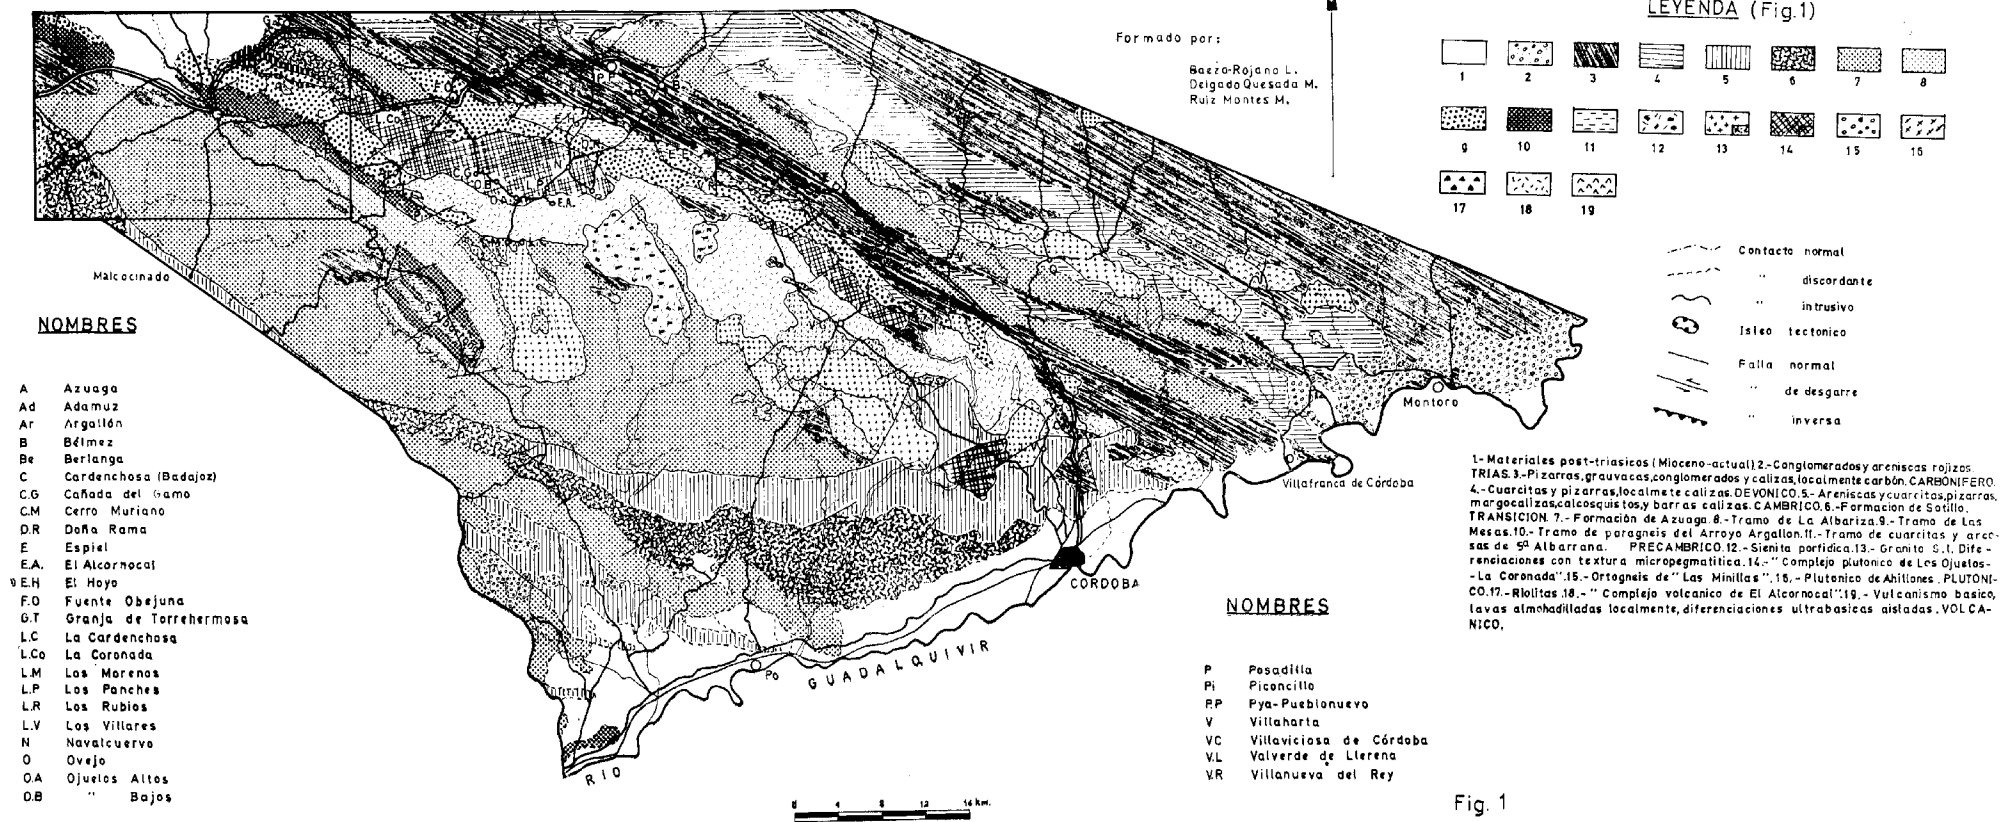 LEYENDA (Fig.1)
Formado por:
Baeza-Rojano L.
Delgado Quesada M.
Ruiz Montes M.
1 2 3 4 5 6 7 8
9 10 11 12 13 14 15 16
17 18 19
Contacto normal
" discordante
" intrusivo
Isleo tectonico
Falla normal
" de desgarre
" inversa
Malcocinado
Montoro
Villafranca de Córdoba
CORDOBA
Po
RIO GUADALQUIVIR
NOMBRES
A Azuaga
Ad Adamuz
Ar Argallón
B Bélmez
Be Berlanga
C Cardenchosa (Badajoz)
C.G Cañada del Gamo
C.M Cerro Muriano
D.R Doña Rama
E Espiel
E.A. El Alcornocal
E.H El Hoyo
F.O Fuente Obejuna
G.T Granja de Torrehermosa
L.C La Cardenchosa
L.Co La Coronada
L.M Los Morenos
L.P Los Panches
L.R Los Rubios
L.V Los Villares
N Navalcuervo
O Ovejo
O.A Ojuelos Altos
O.B " Bajos
1-Materiales post-triasicos (Mioceno-actual) 2.-Conglomerados y areniscas rojizas.
TRIAS.3.-Pizarras,grauvacas,conglomerados y calizas,localmente carbón.CARBONIFERO.
4.-Cuarcitas y pizarras,localmete calizas.DEVONICO.5.-Areniscas y cuarcitas,pizarras,
margocalizas,calcosquistos,y barras calizas.CAMBRICO.6.-Formacion de Sotillo.
TRANSICION. 7.-Formación de Azuaga.8.-Tramo de La Albariza.9.-Tramo de Las
Mesas.10.-Tramo de paragneis del Arroyo Argallon.11.-Tramo de cuarcitas y arco-
sas de Sª Albarrana. PRECAMBRICO.12.-Sienita porfidica.13.-Granito S.l. Dife-
renciaciones con textura micropegmatitica.14.-"Complejo plutonico de Los Ojuelos-
-La Coronada".15.-Ortogneis de "Las Minillas".16.-Plutonico de Ahillones.PLUTONI-
CO.17.-Riolitas.18.-"Complejo volcanico de El Alcornocal".19.-Vulcanismo basico,
lavas almohadilladas localmente,diferenciaciones ultrabasicas aisladas.VOLCA-
NICO.
NOMBRES
P Posadilla
Pi Piconcillo
P.P Pya-Pueblonuevo
V Villaharta
VC Villaviciosa de Córdoba
V.L Valverde de Llerena
V.R Villanueva del Rey
0 4 8 12 16 km.
Fig. 1